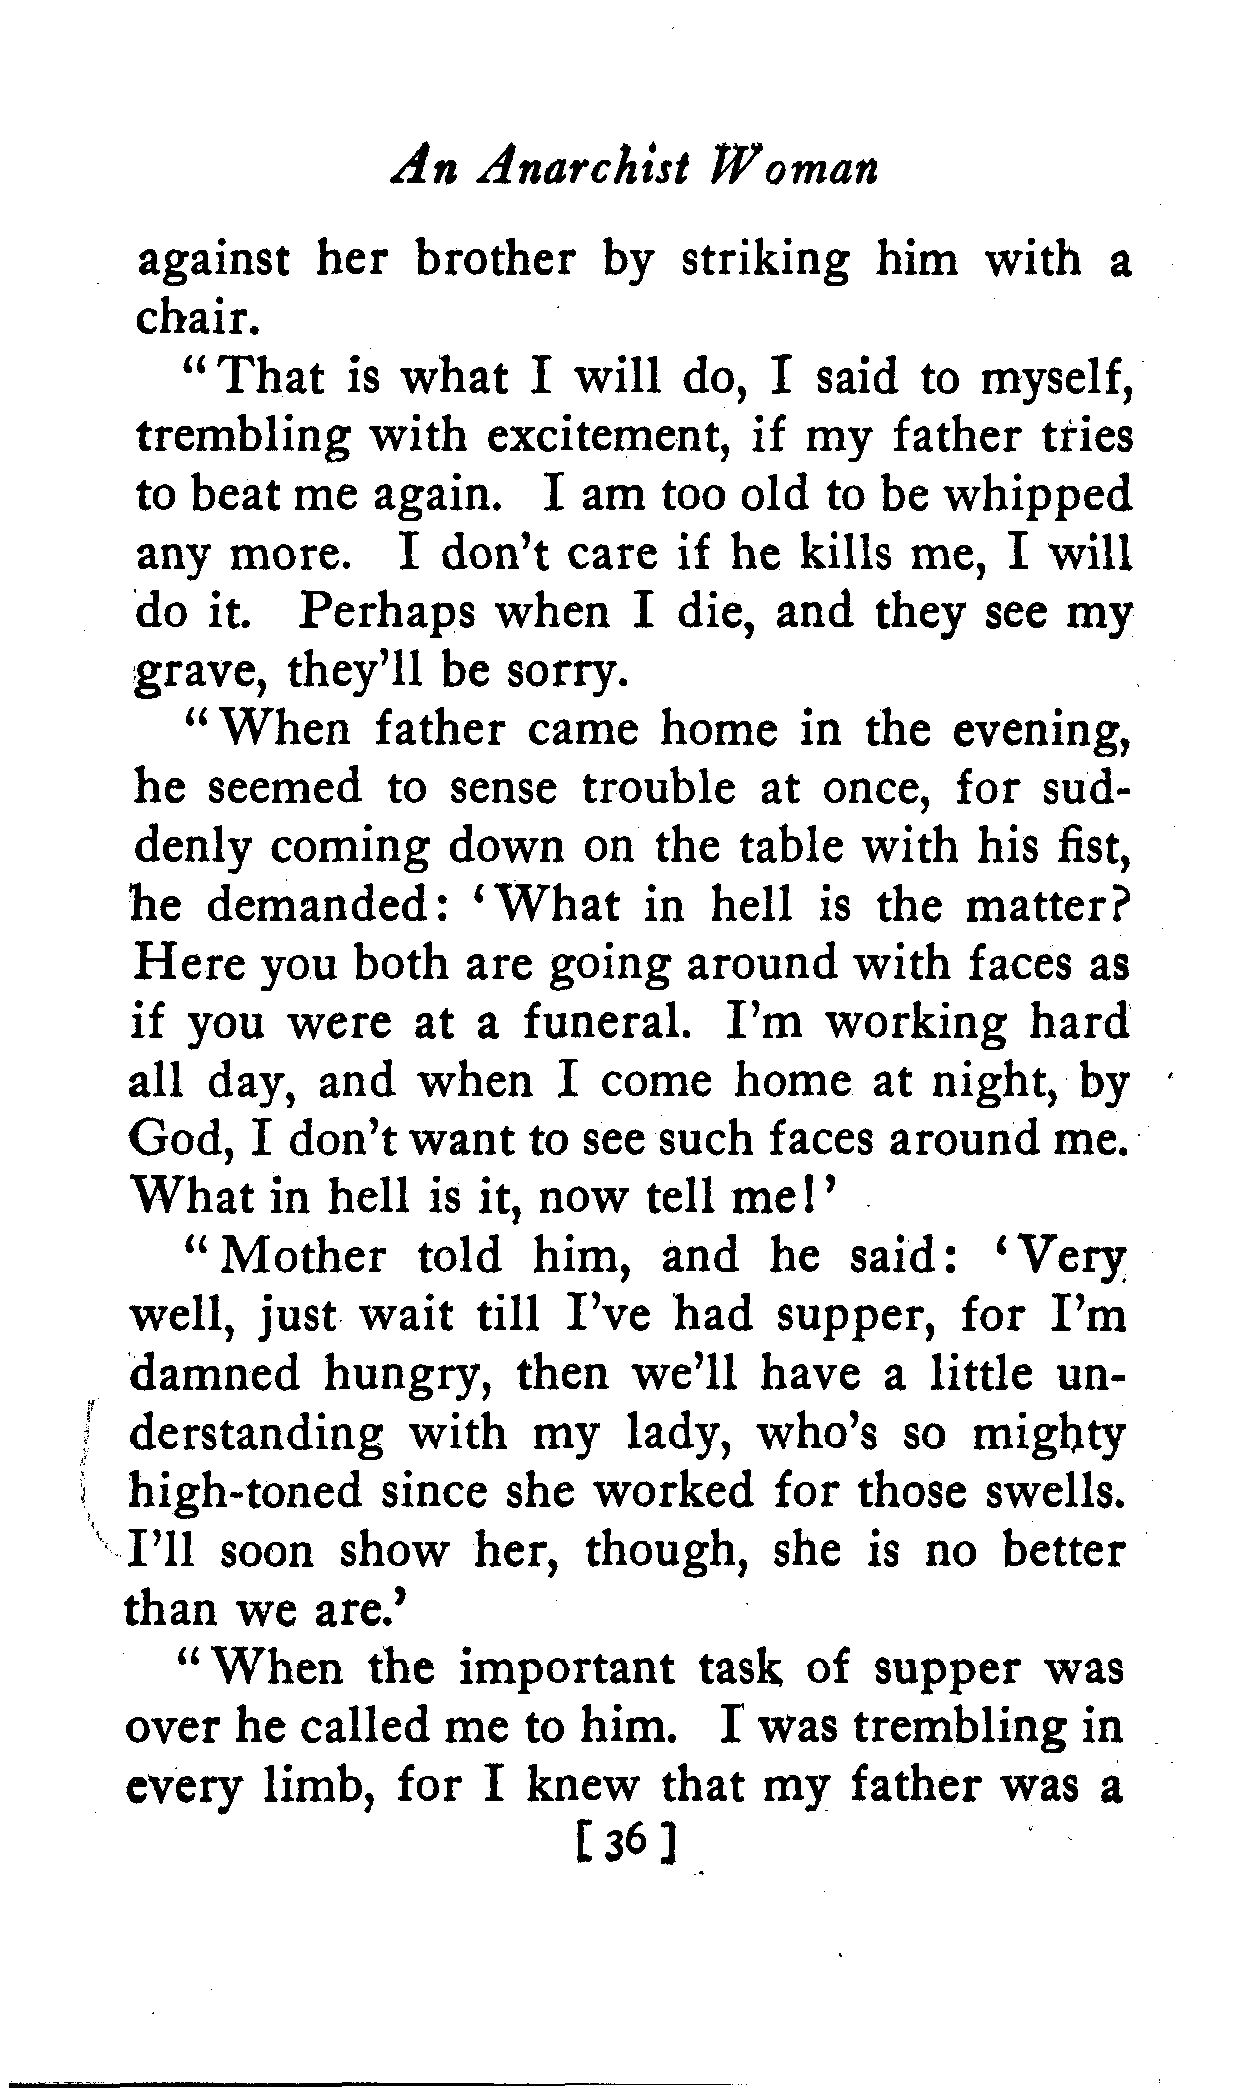 An Anarchist Woman
against her brother by striking him with a
chair.
“That is what I will do, I said to myself,
trembling with excitement, if my father tries
to beat me again. I am too old to be whipped
any more. I don’t care if he kills me, I will
do it. Perhaps when I die, and they see my
grave, they’ll be sorry.
“When father came home in the evening,
he seemed to sense trouble at once, for sud-
denly coming down on the table with his fist,
he demanded: ‘What in hell is the matter?
Here you both are going around with faces as
if you were at a funeral. I’m working hard
all day, and when I come home at night, by
God, I don’t want to see such faces around me.
What in hell is it, now tell me!’
“Mother told him, and he said: ‘Very
well, just wait till I’ve had supper, for I’m
damned hungry, then we’ll have a little un-
derstanding with my lady, who’s so mighty
high-toned since she worked for those swells.
I’ll soon show her, though, she is no better
than we are.’
“When the important task of supper was
over he called me to him. I was trembling in
every limb, for I knew that my father was a
[36]